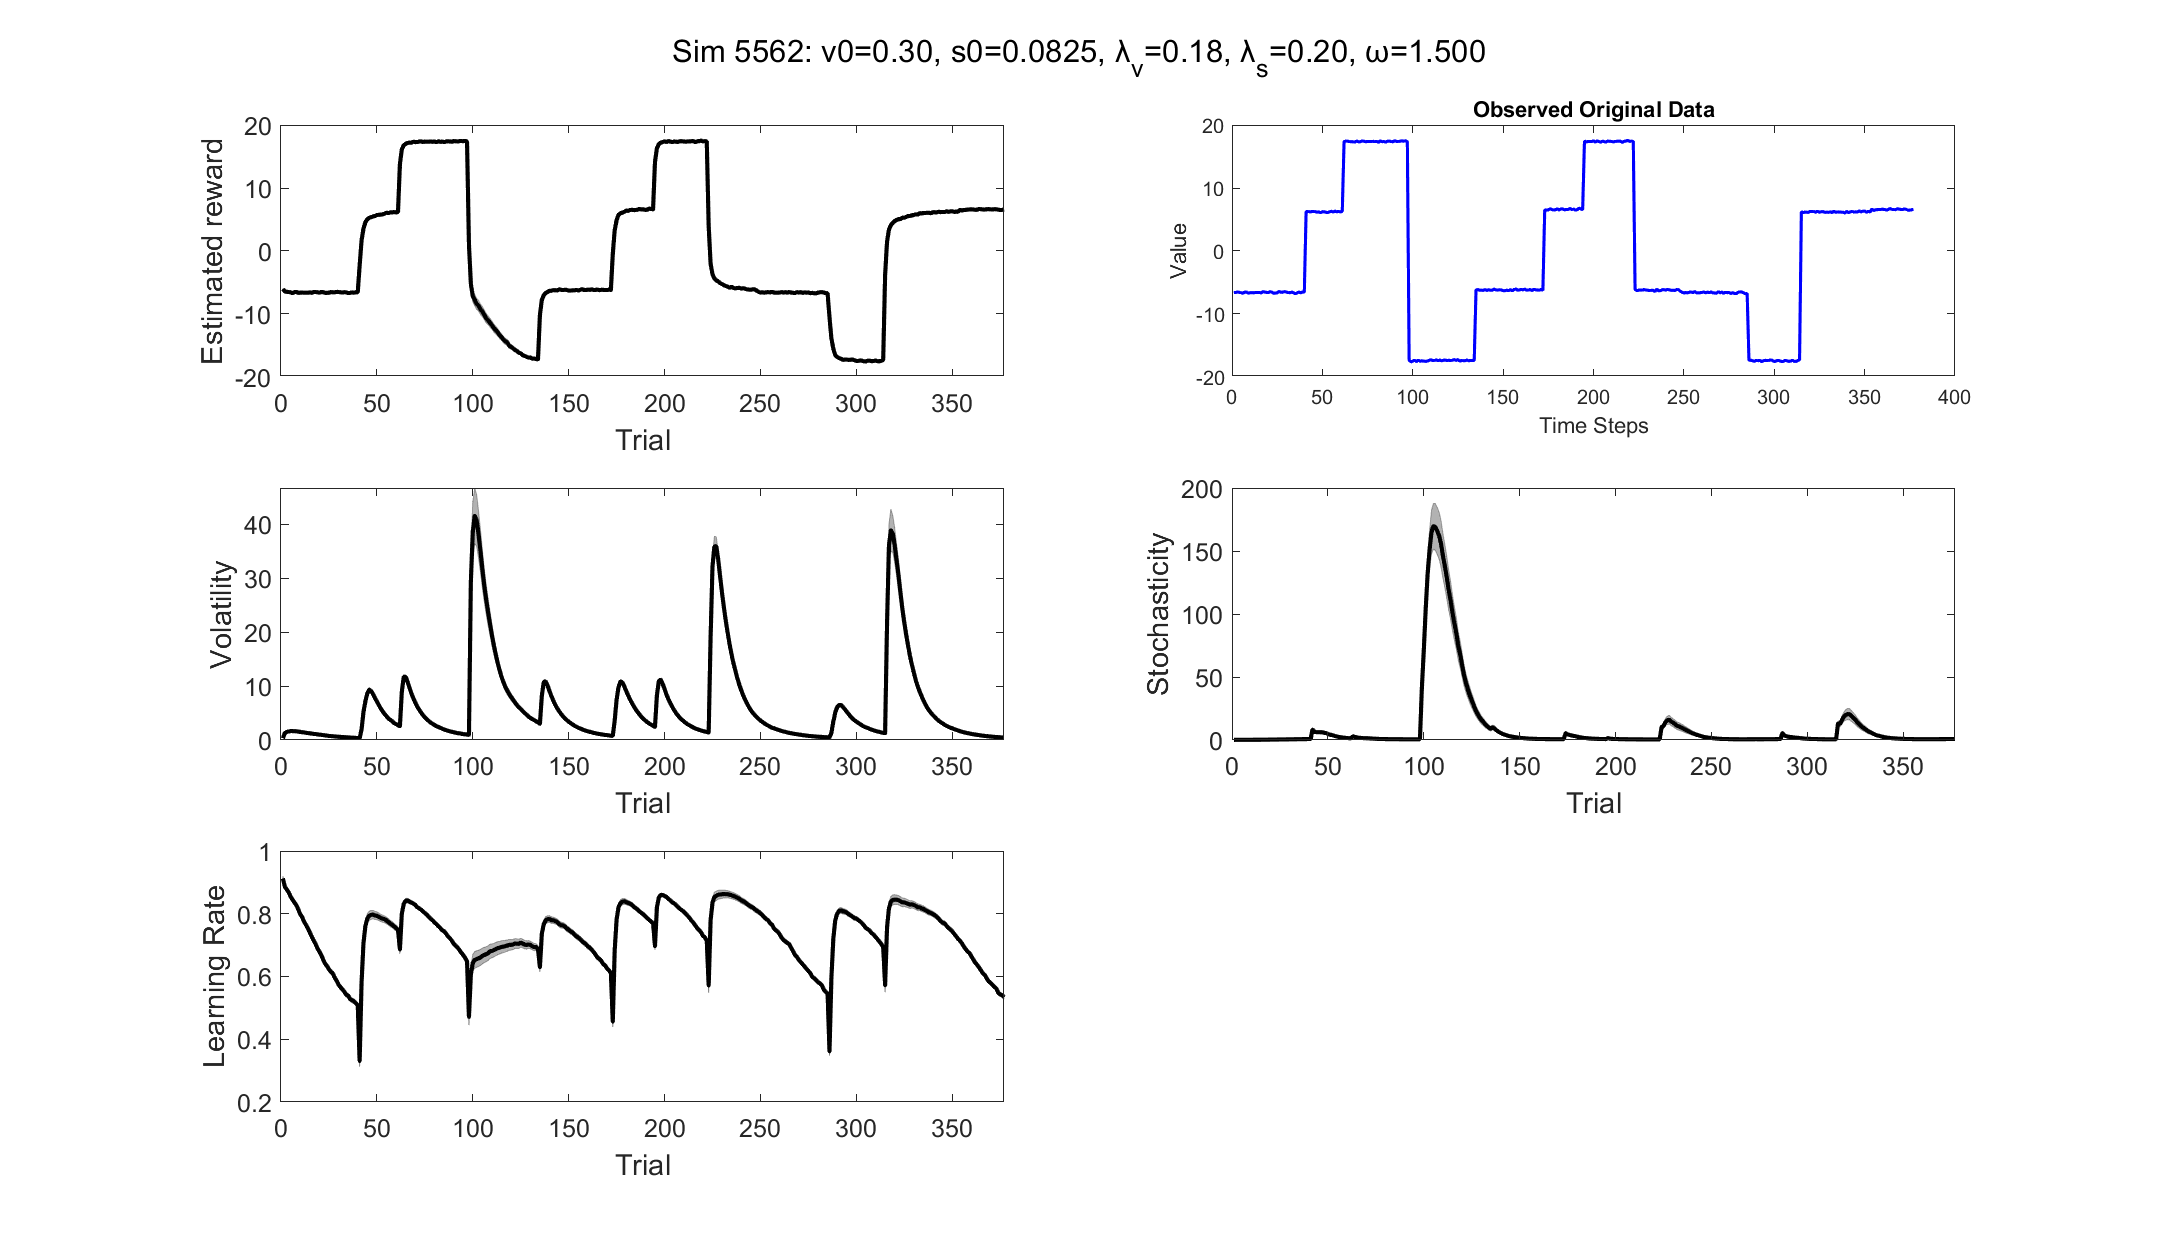 Sim 5562: v0=0.30, s0=0.0825, λ_v=0.18, λ_s=0.20, ω=1.500
Estimated reward
20
10
0
-10
-20
0 50 100 150 200 250 300 350
Trial
Observed Original Data
Value
20
10
0
-10
-20
0 50 100 150 200 250 300 350 400
Time Steps
Volatility
40
30
20
10
0
0 50 100 150 200 250 300 350
Trial
Stochasticity
200
150
100
50
0
0 50 100 150 200 250 300 350
Trial
Learning Rate
1
0.8
0.6
0.4
0.2
0 50 100 150 200 250 300 350
Trial